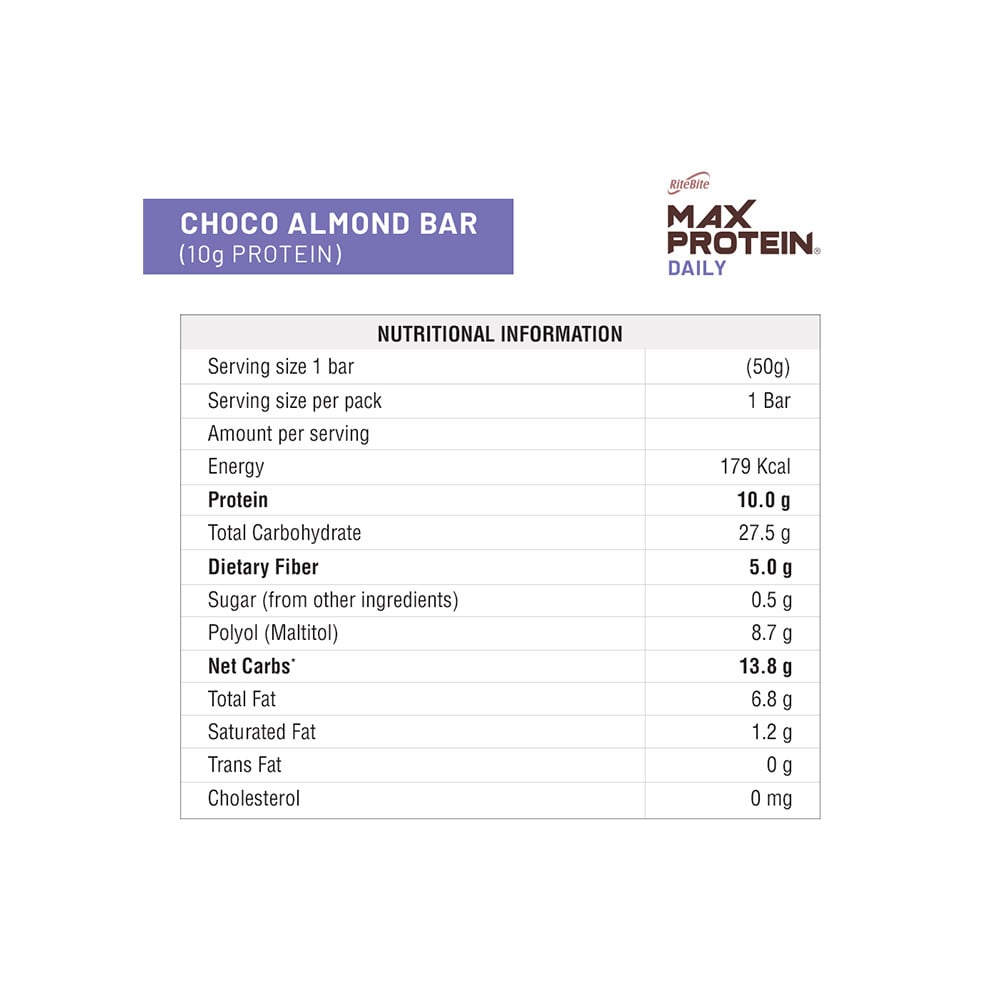 RiteBite
MAX
PROTEIN®
DAILY
CHOCO ALMOND BAR
(10g PROTEIN)
NUTRITIONAL INFORMATION
Serving size 1 bar (50g)
Serving size per pack 1 Bar
Amount per serving
Energy 179 Kcal
Protein 10.0 g
Total Carbohydrate 27.5 g
Dietary Fiber 5.0 g
Sugar (from other ingredients) 0.5 g
Polyol (Maltitol) 8.7 g
Net Carbs* 13.8 g
Total Fat 6.8 g
Saturated Fat 1.2 g
Trans Fat 0 g
Cholesterol 0 mg